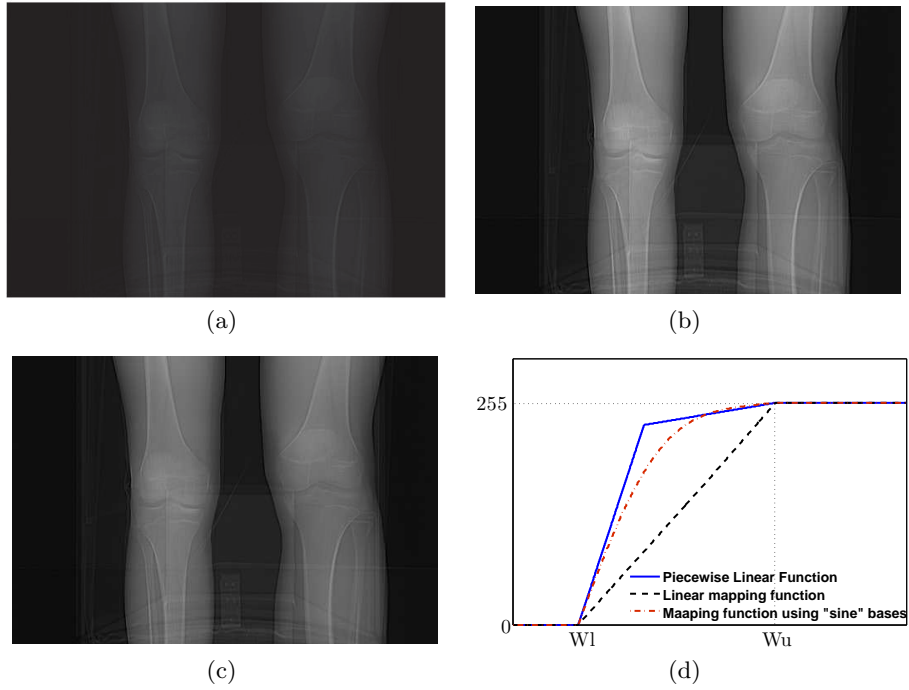 (a)
(b)
(c)
255
Piecewise Linear Function
Linear mapping function
Maaping function using "sine" bases
0
Wl
Wu
(d)